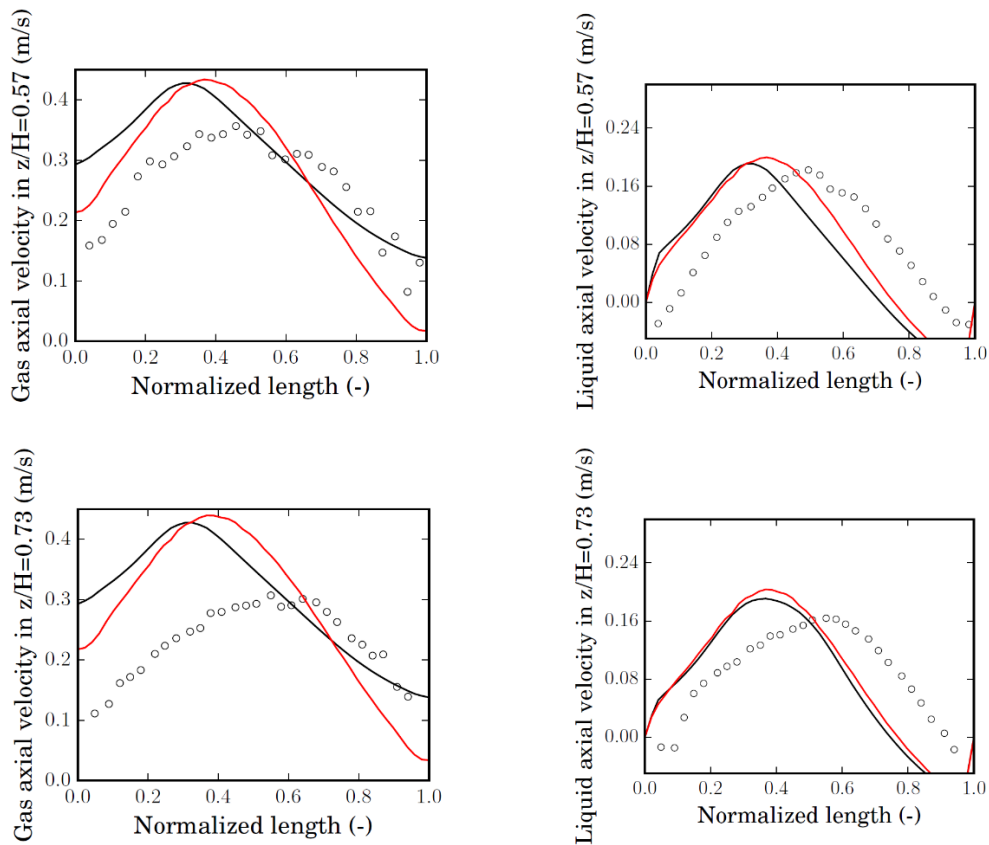 Gas axial velocity in z/H=0.57 (m/s)
0.4
0.3
0.2
0.1
0.0
0.0 0.2 0.4 0.6 0.8 1.0
Normalized length (-)
Liquid axial velocity in z/H=0.57 (m/s)
0.24
0.16
0.08
0.00
0.0 0.2 0.4 0.6 0.8 1.0
Normalized length (-)
Gas axial velocity in z/H=0.73 (m/s)
0.4
0.3
0.2
0.1
0.0
0.0 0.2 0.4 0.6 0.8 1.0
Normalized length (-)
Liquid axial velocity in z/H=0.73 (m/s)
0.24
0.16
0.08
0.00
0.0 0.2 0.4 0.6 0.8 1.0
Normalized length (-)